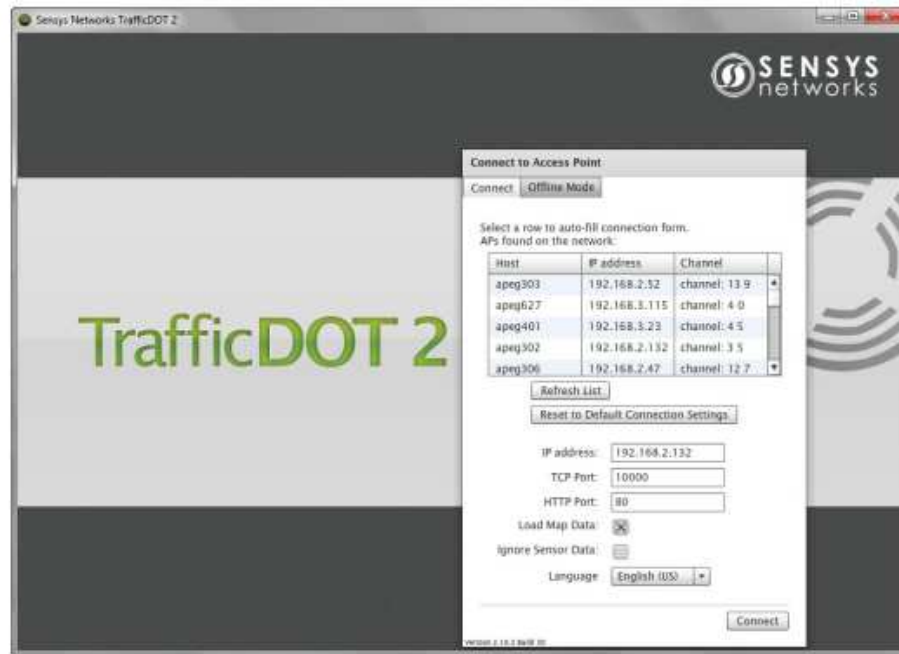 Sensys Networks TrafficDOT 2
SENSYS
networks
TrafficDOT 2
Connect to Access Point
Connect Offline Mode
Select a row to auto-fill connection form.
APs found on the network:
Host IP address Channel
apeg303 192.168.2.52 channel: 13 9
apeg627 192.168.3.115 channel: 4 0
apeg401 192.168.3.23 channel: 4 5
apeg302 192.168.2.132 channel: 3 5
apeg306 192.168.2.47 channel: 12 7
Refresh List
Reset to Default Connection Settings
IP address: 192.168.2.132
TCP Port: 10000
HTTP Port: 80
Load Map Data:
Ignore Sensor Data:
Language English (US)
Connect